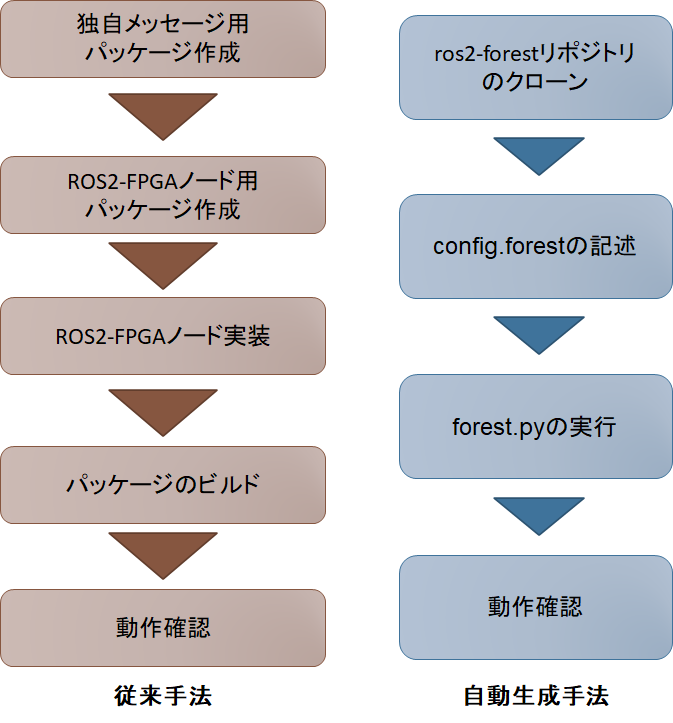 独自メッセージ用
パッケージ作成
ROS2-FPGAノード用
パッケージ作成
ROS2-FPGAノード実装
パッケージのビルド
動作確認
従来手法
ros2-forestリポジトリ
のクローン
config.forestの記述
forest.pyの実行
動作確認
自動生成手法